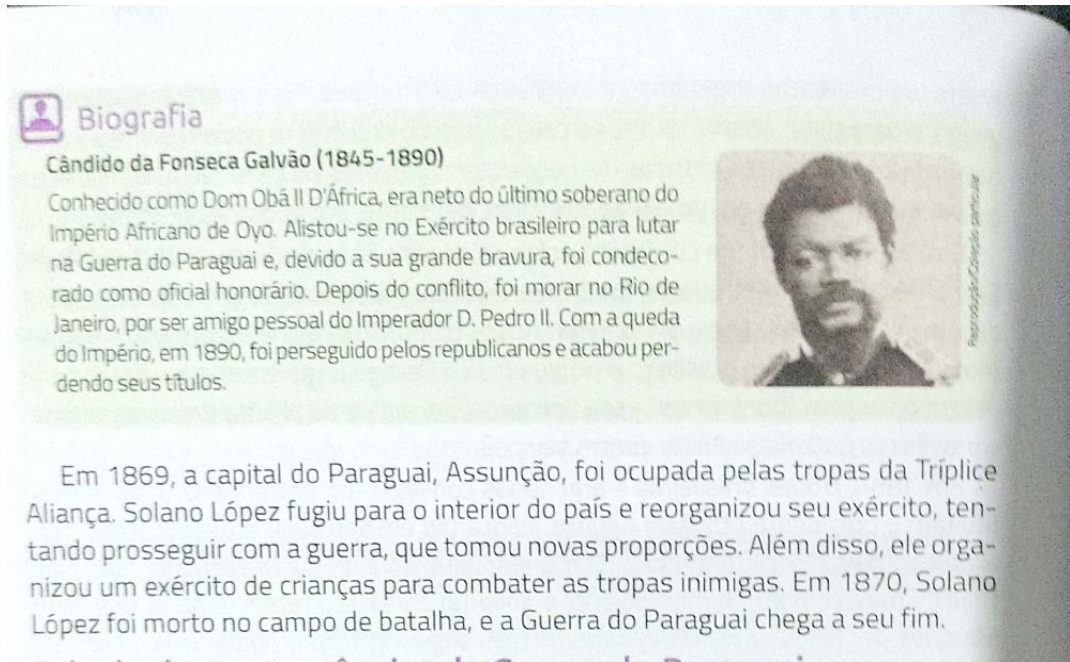 Biografia
Cândido da Fonseca Galvão (1845-1890)
Conhecido como Dom Obá II D'África, era neto do último soberano do
Império Africano de Oyo. Alistou-se no Exército brasileiro para lutar
na Guerra do Paraguai e, devido a sua grande bravura, foi condeco-
rado como oficial honorário. Depois do conflito, foi morar no Rio de
Janeiro, por ser amigo pessoal do Imperador D. Pedro II. Com a queda
do Império, em 1890, foi perseguido pelos republicanos e acabou per-
dendo seus títulos.
Reprodução/Coleção particular
Em 1869, a capital do Paraguai, Assunção, foi ocupada pelas tropas da Tríplice
Aliança. Solano López fugiu para o interior do país e reorganizou seu exército, ten-
tando prosseguir com a guerra, que tomou novas proporções. Além disso, ele orga-
nizou um exército de crianças para combater as tropas inimigas. Em 1870, Solano
López foi morto no campo de batalha, e a Guerra do Paraguai chega a seu fim.